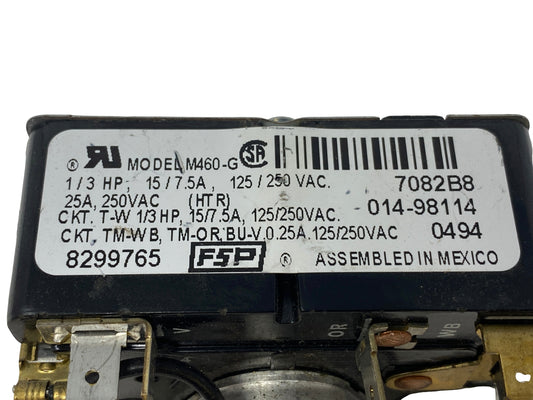 ® RU MODEL M460-G SA
1/3 HP, 15/7.5A, 125/250 VAC. 7082B8
25A, 250VAC (HTR) 014-98114
CKT. T-W 1/3 HP, 15/7.5A, 125/250VAC.
CKT, TM-WB, TM-OR, BU-V, 0.25A.125/250VAC 0494
8299765 FSP ® ASSEMBLED IN MEXICO
V
OR
WB